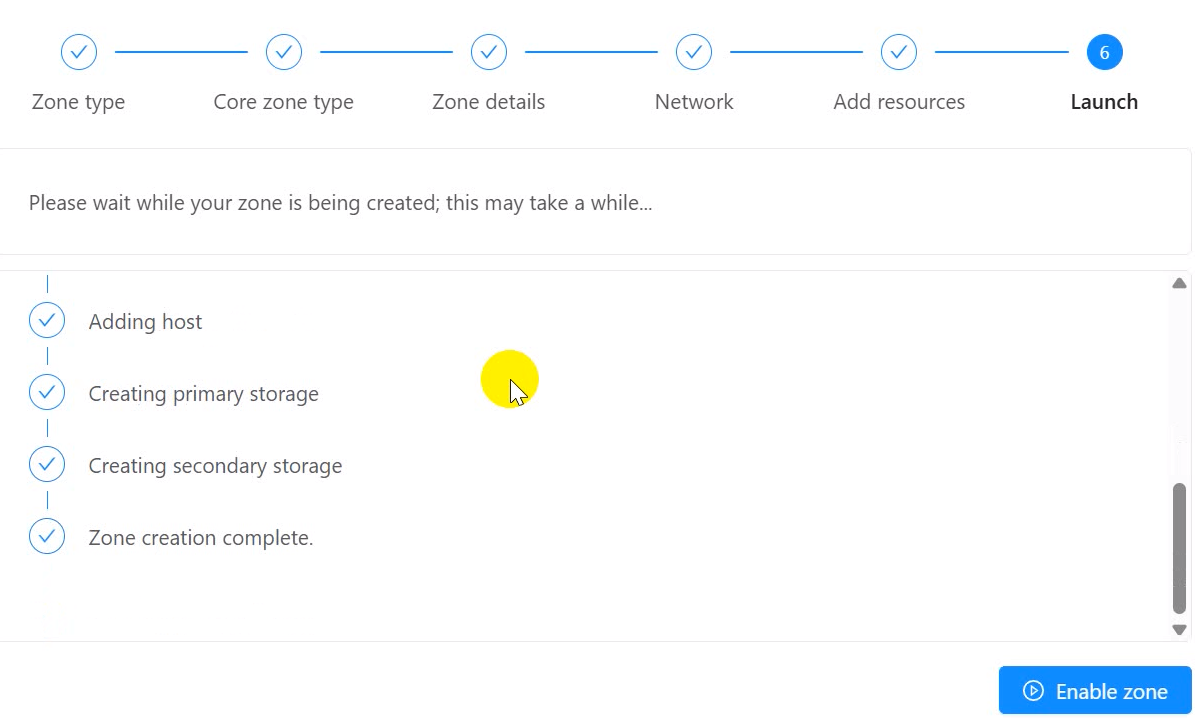 6
Zone type
Core zone type
Zone details
Network
Add resources
Launch
Please wait while your zone is being created; this may take a while...
Adding host
Creating primary storage
Creating secondary storage
Zone creation complete.
Enable zone